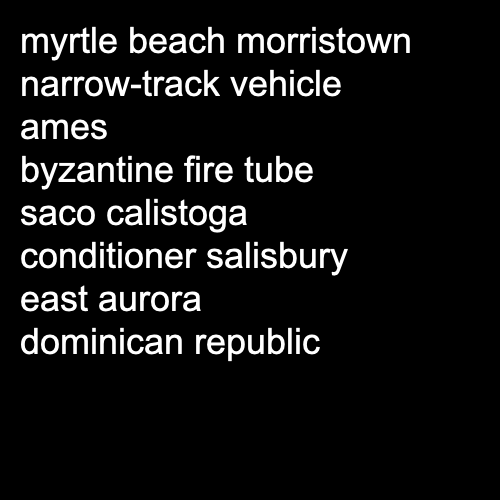 myrtle beach morristown
narrow-track vehicle
ames
byzantine fire tube
saco calistoga
conditioner salisbury
east aurora
dominican republic